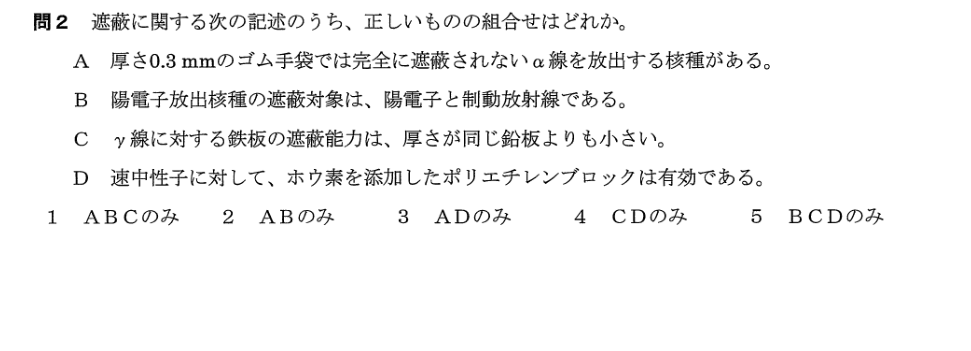 問2 遮蔽に関する次の記述のうち、正しいものの組合せはどれか。
A 厚さ0.3 mmのゴム手袋では完全に遮蔽されないα線を放出する核種がある。
B 陽電子放出核種の遮蔽対象は、陽電子と制動放射線である。
C γ線に対する鉄板の遮蔽能力は、厚さが同じ鉛板よりも小さい。
D 速中性子に対して、ホウ素を添加したポリエチレンブロックは有効である。
1 ABCのみ 2 ABのみ 3 ADのみ 4 CDのみ 5 BCDのみ